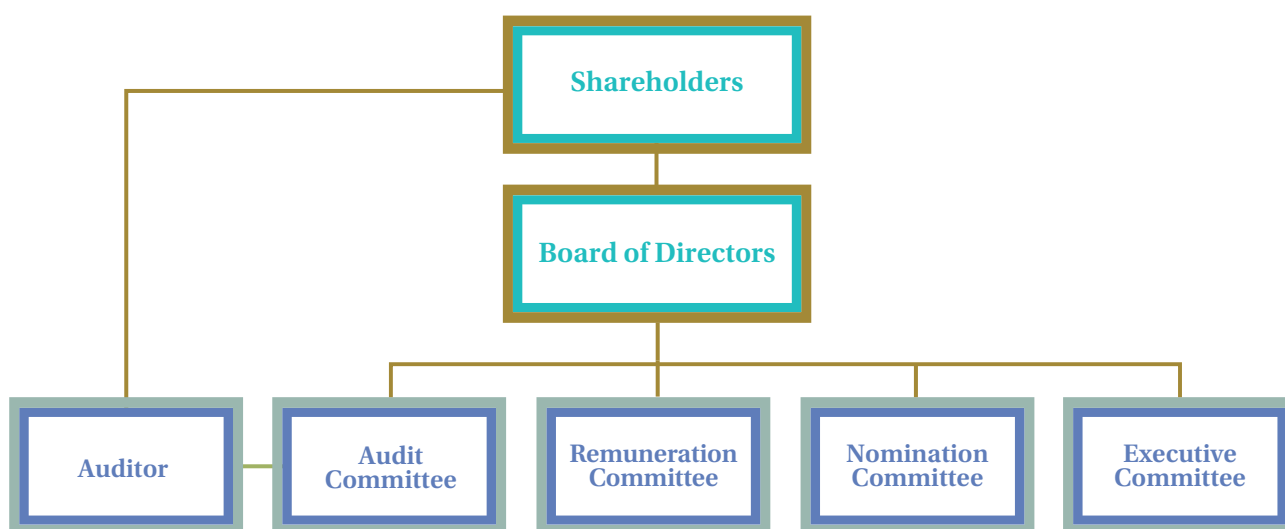 Shareholders
Board of Directors
Auditor
Audit
Committee
Remuneration
Committee
Nomination
Committee
Executive
Committee